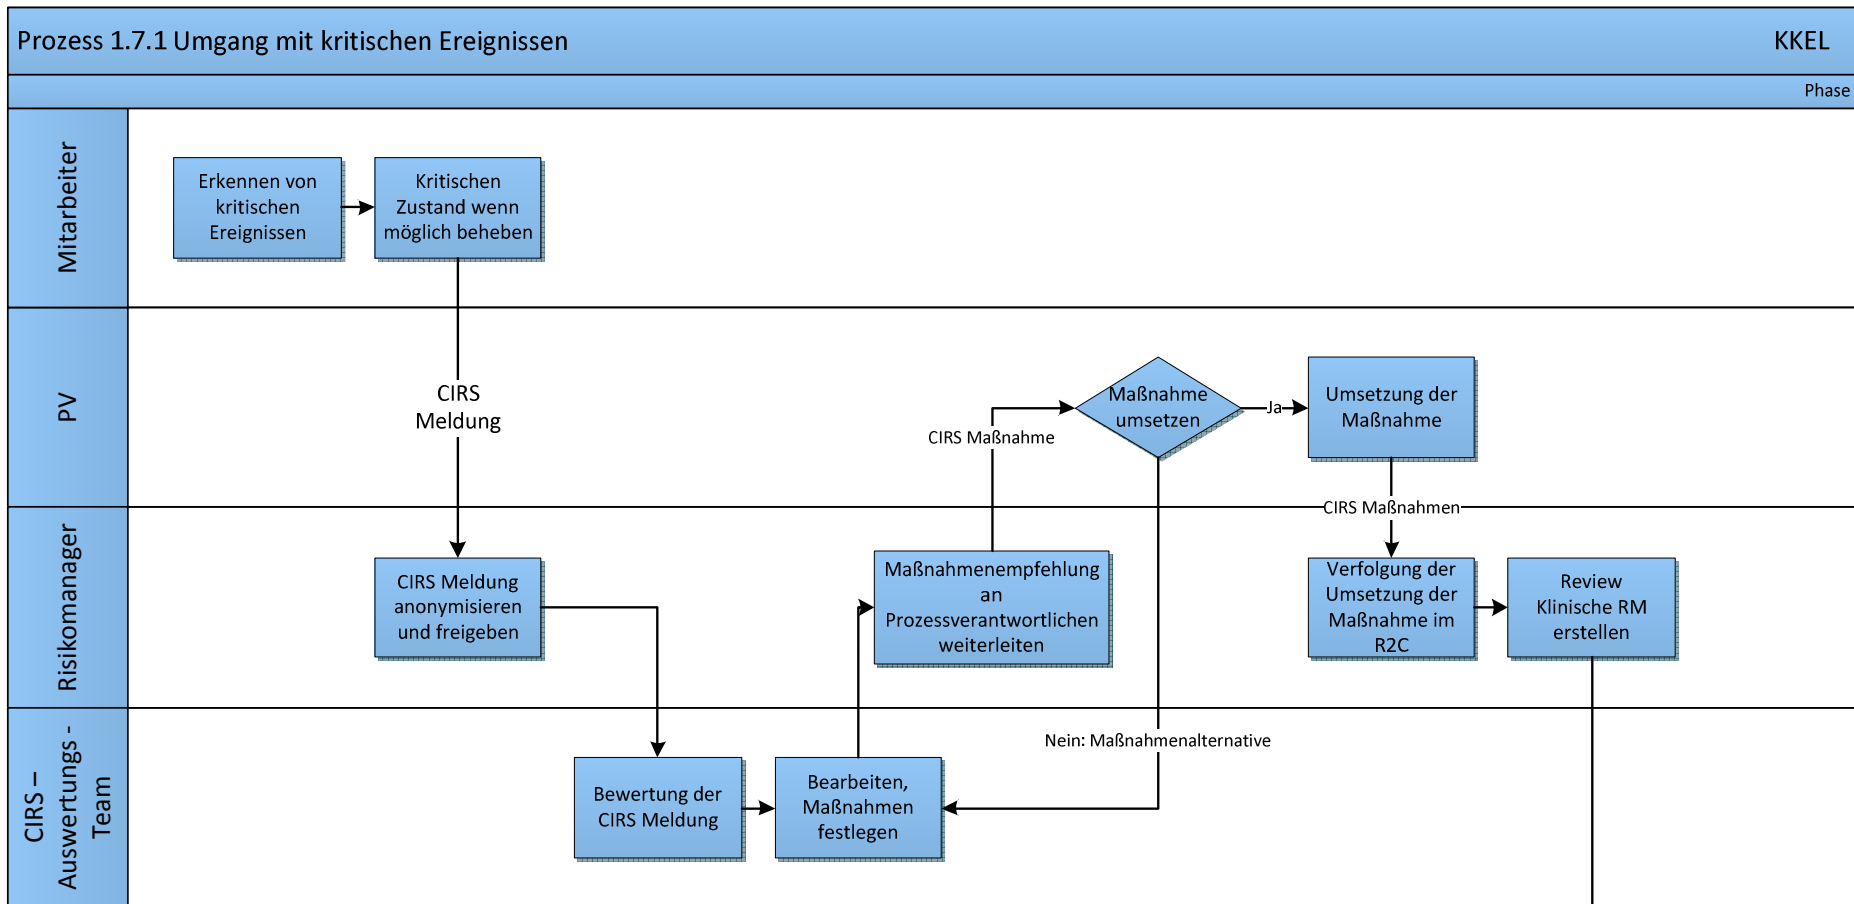 Prozess 1.7.1 Umgang mit kritischen Ereignissen
KKEL
Phase
Mitarbeiter
Erkennen von
kritischen
Ereignissen
Kritischen
Zustand wenn
möglich beheben
PV
CIRS
Meldung
CIRS Maßnahme
Maßnahme
umsetzen
Ja
Umsetzung der
Maßnahme
CIRS Maßnahmen
Risikomanager
CIRS Meldung
anonymisieren
und freigeben
Maßnahmenempfehlung
an
Prozessverantwortlichen
weiterleiten
Verfolgung der
Umsetzung der
Maßnahme im
R2C
Review
Klinische RM
erstellen
CIRS –
Auswertungs -
Team
Bewertung der
CIRS Meldung
Bearbeiten,
Maßnahmen
festlegen
Nein: Maßnahmenalternative